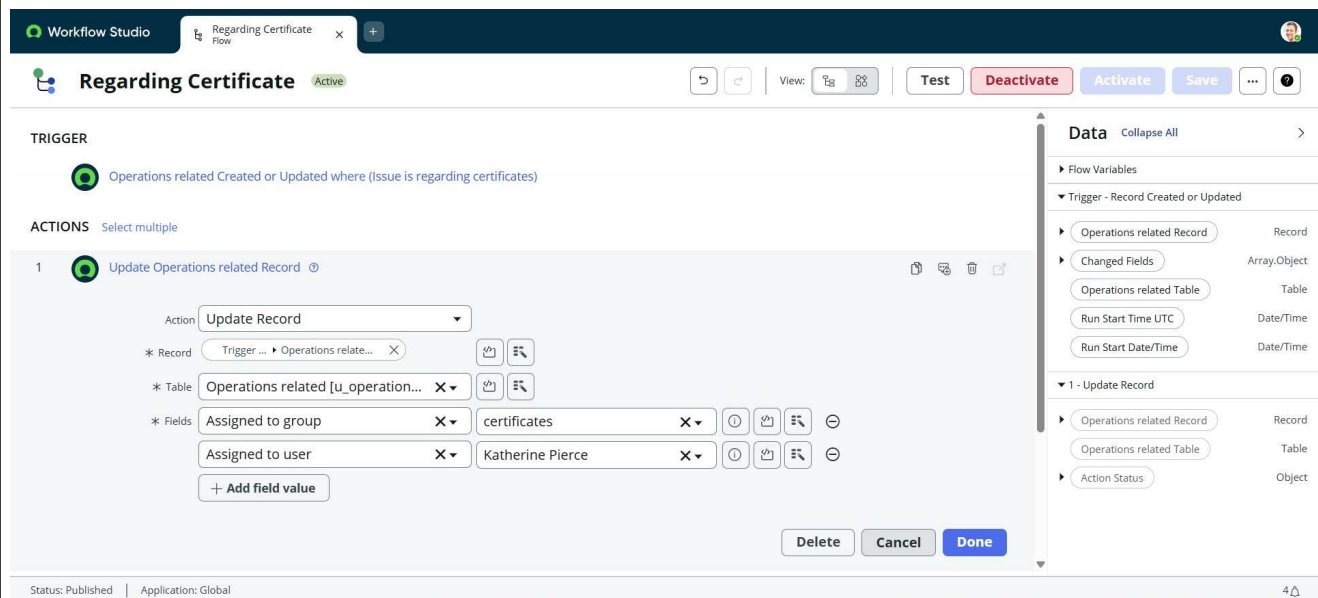 Workflow Studio
Regarding Certificate
Flow
Regarding Certificate Active
View: Test Deactivate Activate Save
TRIGGER
Operations related Created or Updated where (Issue is regarding certificates)
ACTIONS Select multiple
1 Update Operations related Record
Action Update Record
* Record Trigger ... ▸ Operations relate...
* Table Operations related [u_operation...
* Fields Assigned to group certificates
Assigned to user Katherine Pierce
+ Add field value
Delete Cancel Done
Data Collapse All
Flow Variables
Trigger - Record Created or Updated
Operations related Record Record
Changed Fields Array.Object
Operations related Table Table
Run Start Time UTC Date/Time
Run Start Date/Time Date/Time
1 - Update Record
Operations related Record Record
Operations related Table Table
Action Status Object
Status: Published | Application: Global 4